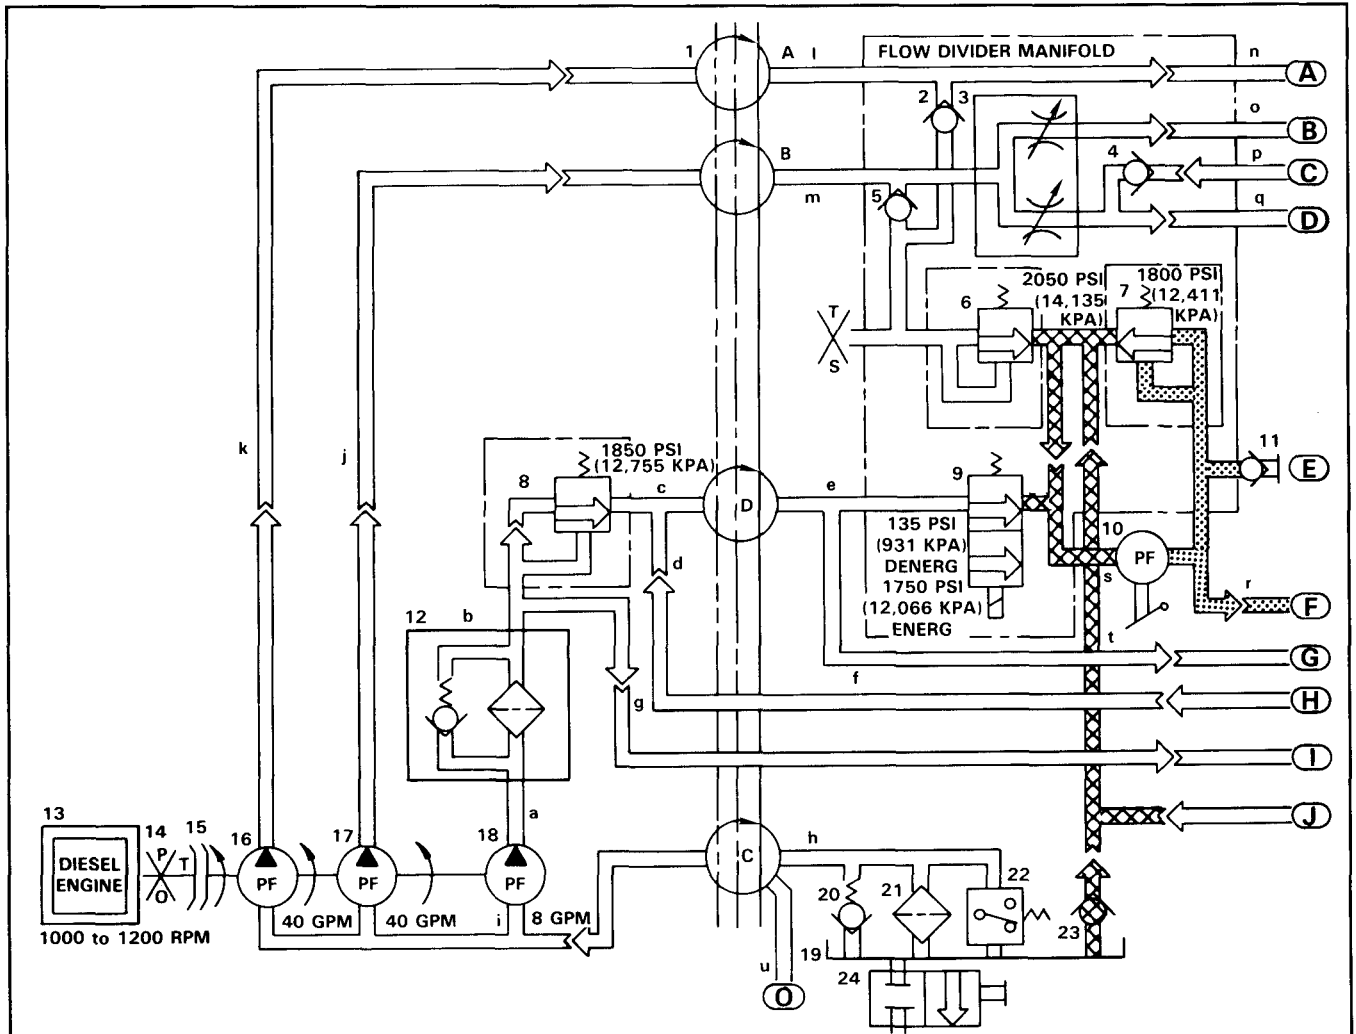 1
A
l
FLOW DIVIDER MANIFOLD
n
A
2
3
o
B
B
4
p
C
m
5
q
D
2050 PSI
(14,135
KPA)
1800 PSI
(12,411
KPA)
6
7
T
S
k
j
1850 PSI
(12,755 KPA)
8
c
D
e
9
11
E
135 PSI
(931 KPA)
DENERG
1750 PSI
(12,066 KPA)
ENERG
10
PF
s
d
r
F
12
b
t
G
f
H
g
I
a
J
13
DIESEL
ENGINE
14
P
O
15
T
16
PF
17
PF
18
PF
C
h
20
21
22
40 GPM
40 GPM
i
8 GPM
1000 to 1200 RPM
19
23
u
24
O